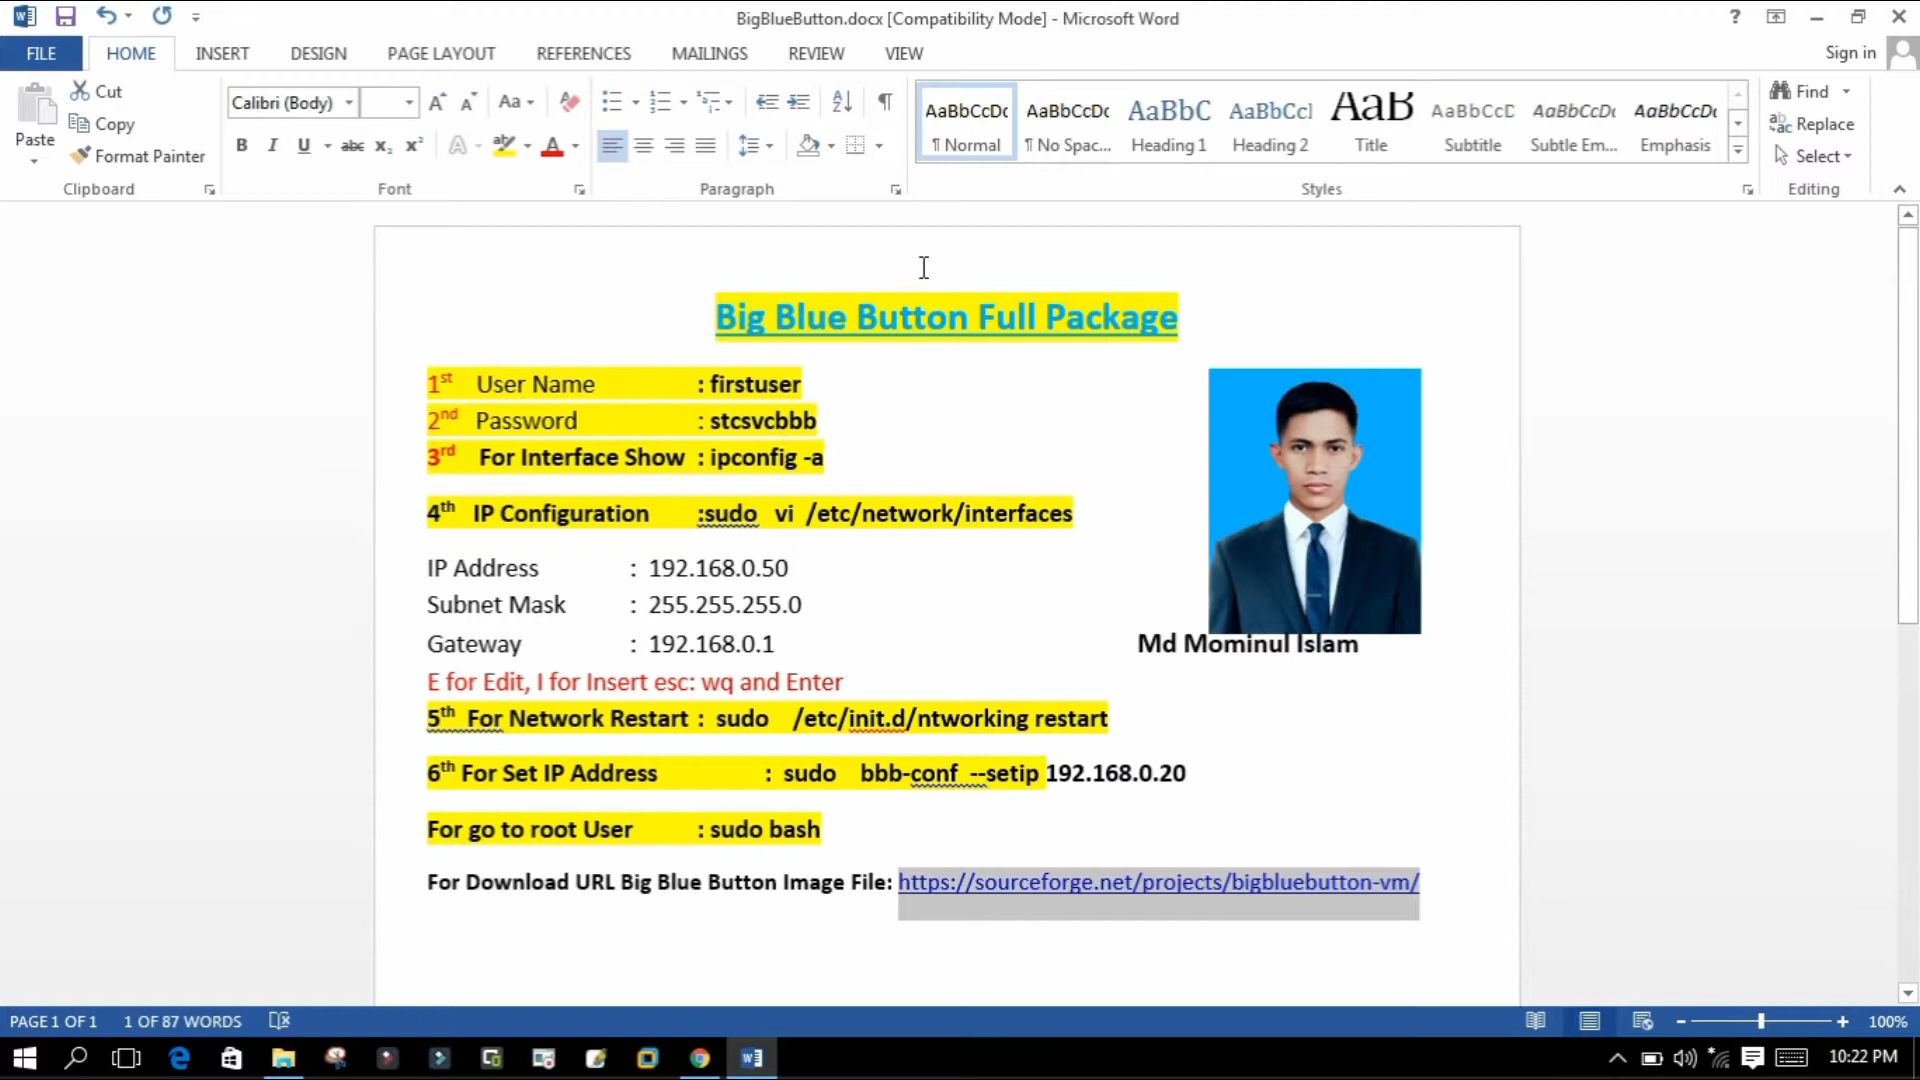 BigBlueButton.docx [Compatibility Mode] - Microsoft Word
?
FILE HOME INSERT DESIGN PAGE LAYOUT REFERENCES MAILINGS REVIEW VIEW Sign in
Paste
Cut
Copy
Format Painter
Clipboard
Calibri (Body)
Font
Paragraph
AaBbCcDc AaBbCcDc AaBbC AaBbCcl AaB AaBbCcD AaBbCcDc AaBbCcDc
¶ Normal ¶ No Spac... Heading 1 Heading 2 Title Subtitle Subtle Em... Emphasis
Styles
Find
Replace
Select
Editing
Big Blue Button Full Package
1st User Name : firstuser
2nd Password : stcsvcbbb
3rd For Interface Show : ipconfig -a
4th IP Configuration :sudo vi /etc/network/interfaces
IP Address : 192.168.0.50
Subnet Mask : 255.255.255.0
Gateway : 192.168.0.1
Md Mominul Islam
E for Edit, I for Insert esc: wq and Enter
5th For Network Restart : sudo /etc/init.d/ntworking restart
6th For Set IP Address : sudo bbb-conf --setip 192.168.0.20
For go to root User : sudo bash
For Download URL Big Blue Button Image File: https://sourceforge.net/projects/bigbluebutton-vm/
PAGE 1 OF 1 1 OF 87 WORDS 100%
10:22 PM